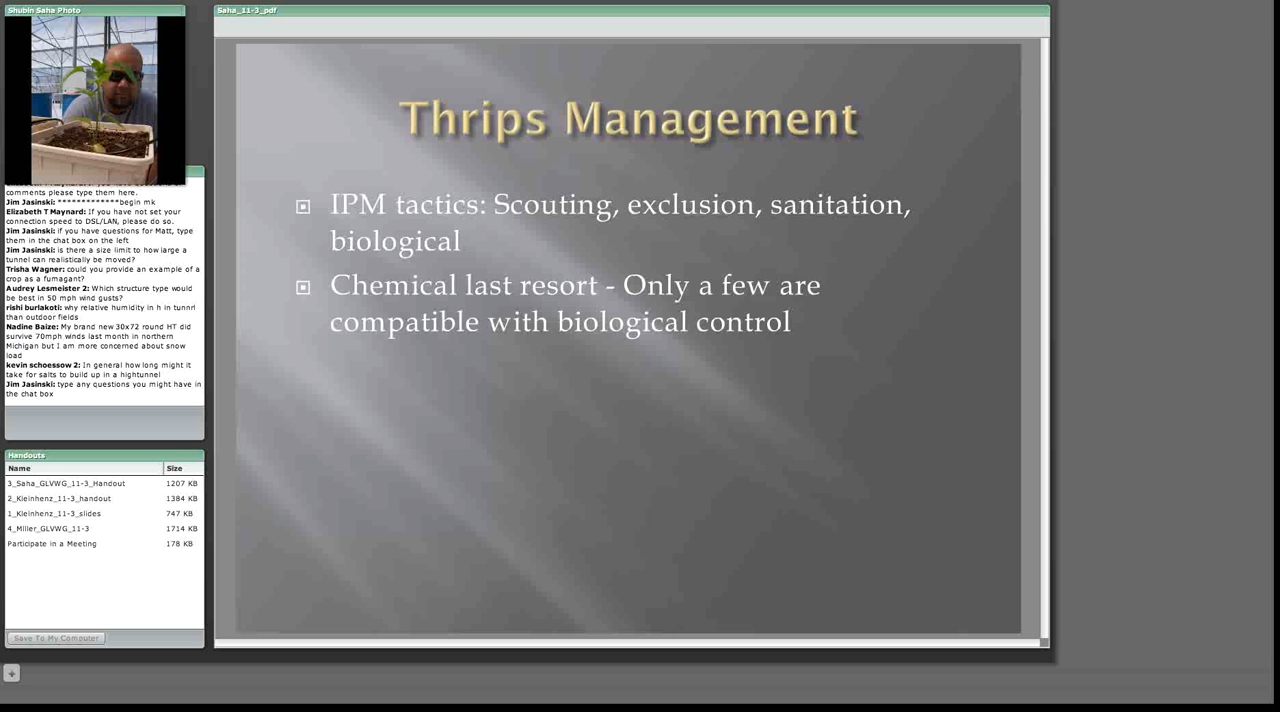 Shubin Saha Photo
comments please type them here.
Jim Jasinski: *************begin mk
Elizabeth T Maynard: If you have not set your
connection speed to DSL/LAN, please do so.
Jim Jasinski: if you have questions for Matt, type
them in the chat box on the left
Jim Jasinski: is there a size limit to how large a
tunnel can realistically be moved?
Trisha Wagner: could you provide an example of a
crop as a fumagant?
Audrey Lesmeister 2: Which structure type would
be best in 50 mph wind gusts?
rishi burlakoti: why relative humidity in h in tunnrl
than outdoor fields
Nadine Baize: My brand new 30x72 round HT did
survive 70mph winds last month in northern
Michigan but I am more concerned about snow
load
kevin schoessow 2: In general how long might it
take for salts to build up in a hightunnel
Jim Jasinski: type any questions you might have in
the chat box
Handouts
Name Size
3_Saha_GLVWG_11-3_Handout 1207 KB
2_Kleinhenz_11-3_handout 1384 KB
1_Kleinhenz_11-3_slides 747 KB
4_Miller_GLVWG_11-3 1714 KB
Participate in a Meeting 178 KB
Save To My Computer
Saha_11-3_pdf
Thrips Management
IPM tactics: Scouting, exclusion, sanitation,
biological
Chemical last resort - Only a few are
compatible with biological control